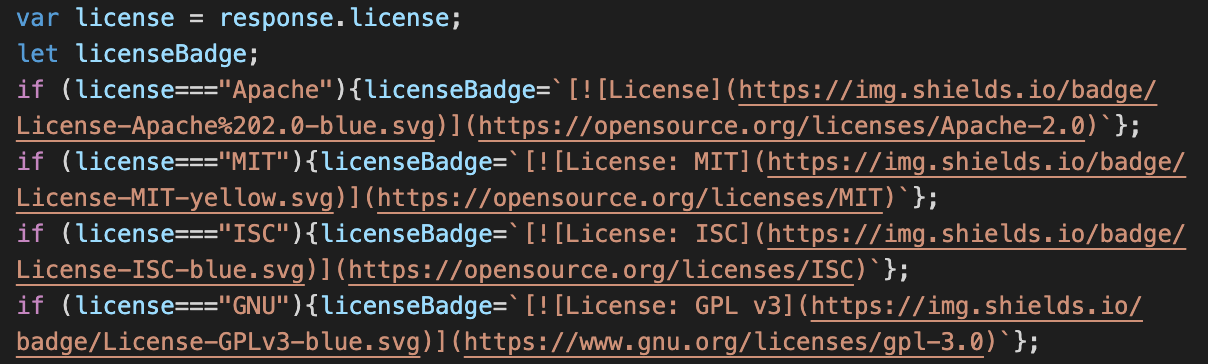 var license = response.license;
let licenseBadge;
if (license==="Apache"){licenseBadge=`[![License](https://img.shields.io/badge/
License-Apache%202.0-blue.svg)](https://opensource.org/licenses/Apache-2.0)`};
if (license==="MIT"){licenseBadge=`[![License: MIT](https://img.shields.io/badge/
License-MIT-yellow.svg)](https://opensource.org/licenses/MIT)`};
if (license==="ISC"){licenseBadge=`[![License: ISC](https://img.shields.io/badge/
License-ISC-blue.svg)](https://opensource.org/licenses/ISC)`};
if (license==="GNU"){licenseBadge=`[![License: GPL v3](https://img.shields.io/
badge/License-GPLv3-blue.svg)](https://www.gnu.org/licenses/gpl-3.0)`};